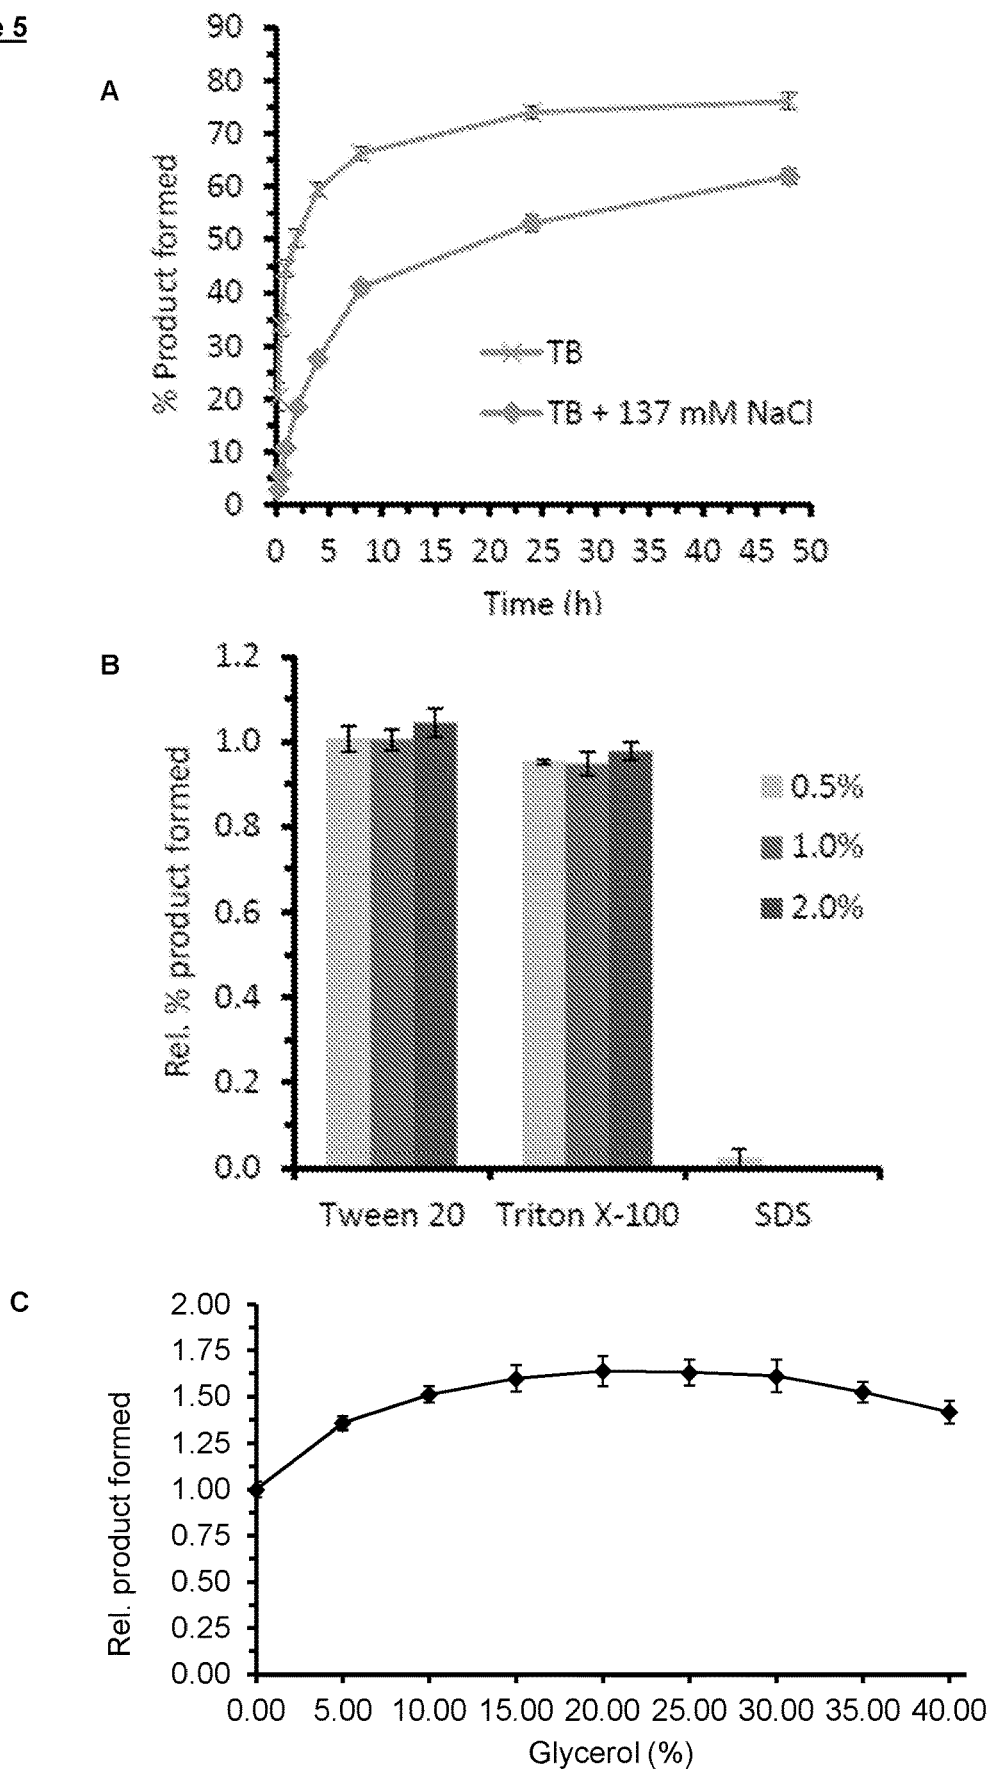 e 5
A
% Product formed
90
80
70
60
50
40
30
20
10
0
TB
TB + 137 mM NaCl
0 5 10 15 20 25 30 35 40 45 50
Time (h)
B
Rel. % product formed
1.2
1.0
0.8
0.6
0.4
0.2
0.0
0.5%
1.0%
2.0%
Tween 20 Triton X-100 SDS
C
Rel. product formed
2.00
1.75
1.50
1.25
1.00
0.75
0.50
0.25
0.00
0.00 5.00 10.00 15.00 20.00 25.00 30.00 35.00 40.00
Glycerol (%)